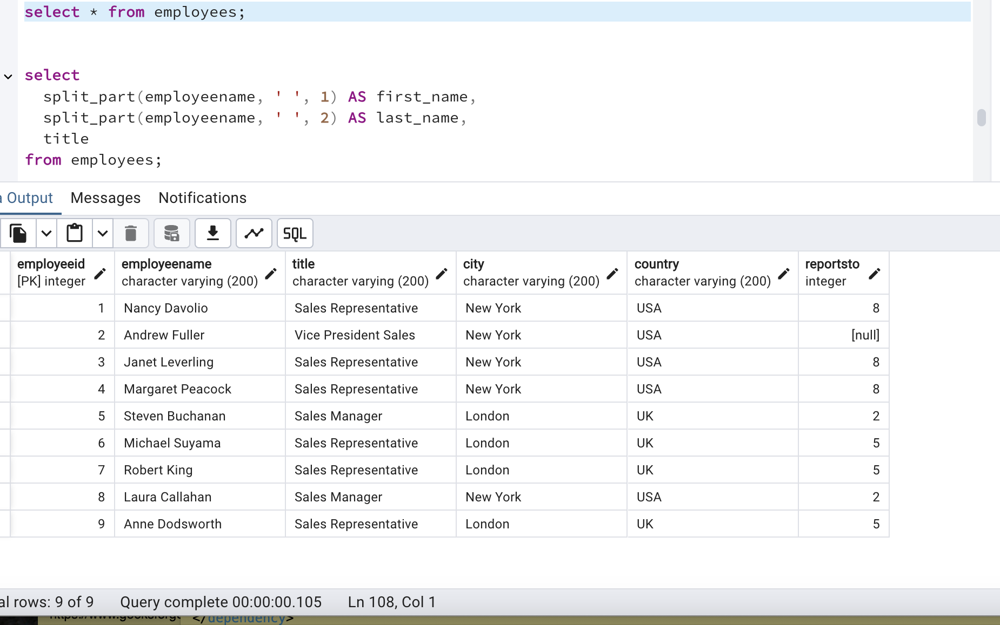 select * from employees;
select
split_part(employeename, ' ', 1) AS first_name,
split_part(employeename, ' ', 2) AS last_name,
title
from employees;
Output Messages Notifications
SQL
employeeid employeename title city country reportsto
[PK] integer character varying (200) character varying (200) character varying (200) character varying (200) integer
1 Nancy Davolio Sales Representative New York USA 8
2 Andrew Fuller Vice President Sales New York USA [null]
3 Janet Leverling Sales Representative New York USA 8
4 Margaret Peacock Sales Representative New York USA 8
5 Steven Buchanan Sales Manager London UK 2
6 Michael Suyama Sales Representative London UK 5
7 Robert King Sales Representative London UK 5
8 Laura Callahan Sales Manager New York USA 2
9 Anne Dodsworth Sales Representative London UK 5
al rows: 9 of 9 Query complete 00:00:00.105 Ln 108, Col 1
</dependency>